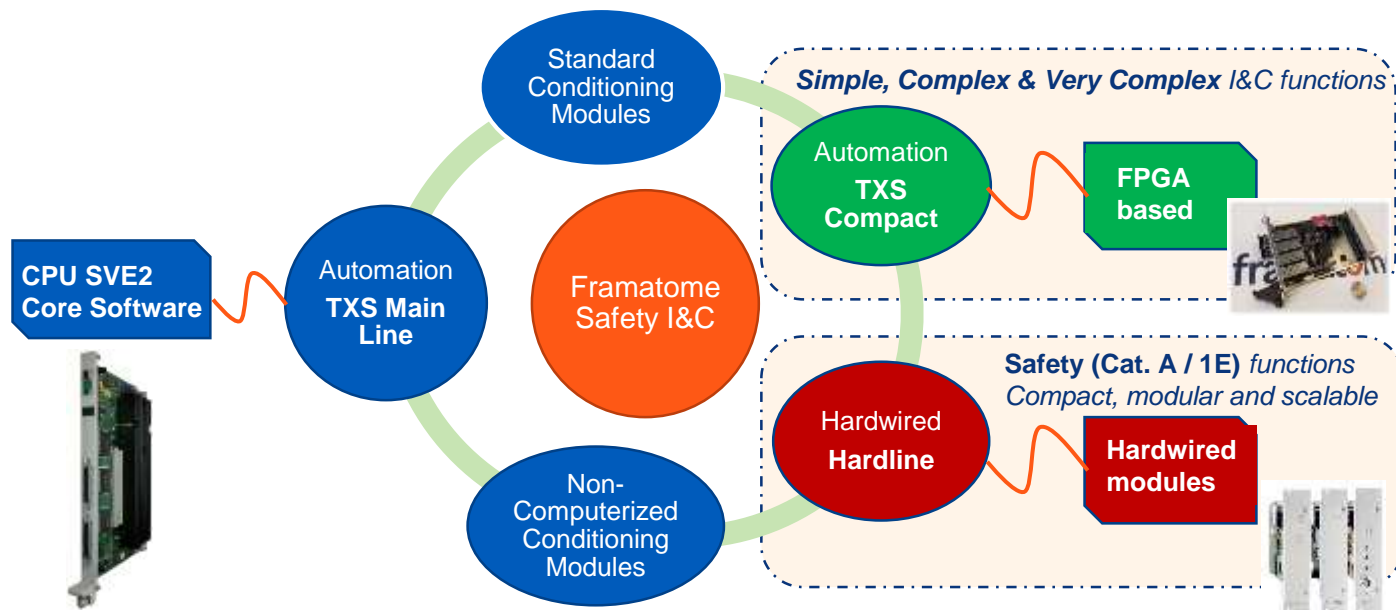 Standard
Conditioning
Modules
Simple, Complex & Very Complex I&C functions
Automation
TXS
Compact
FPGA
based
CPU SVE2
Core Software
Automation
TXS Main
Line
Framatome
Safety I&C
Safety (Cat. A / 1E) functions
Compact, modular and scalable
Hardwired
Hardline
Hardwired
modules
Non-
Computerized
Conditioning
Modules